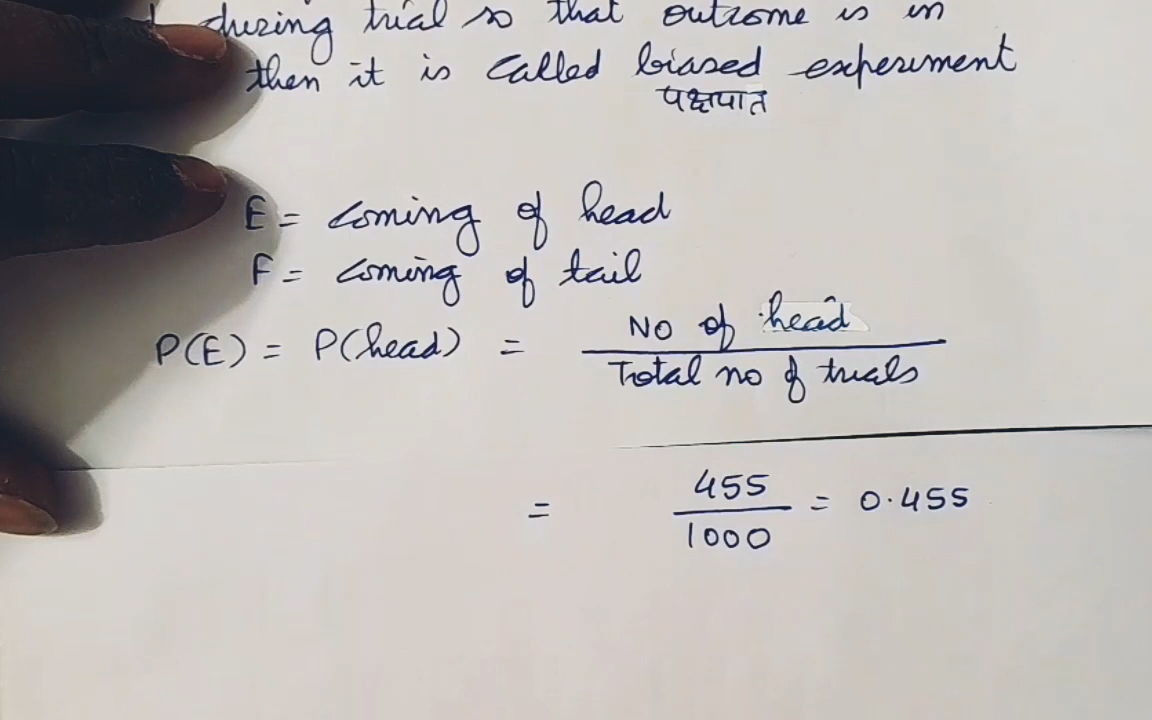 during trial so that outcome is in
then it is called biased experiment
पक्षपात
E = coming of head
F = coming of tail
P(E) = P(head) = No of head
Total no of trials
= 455
1000 = 0.455